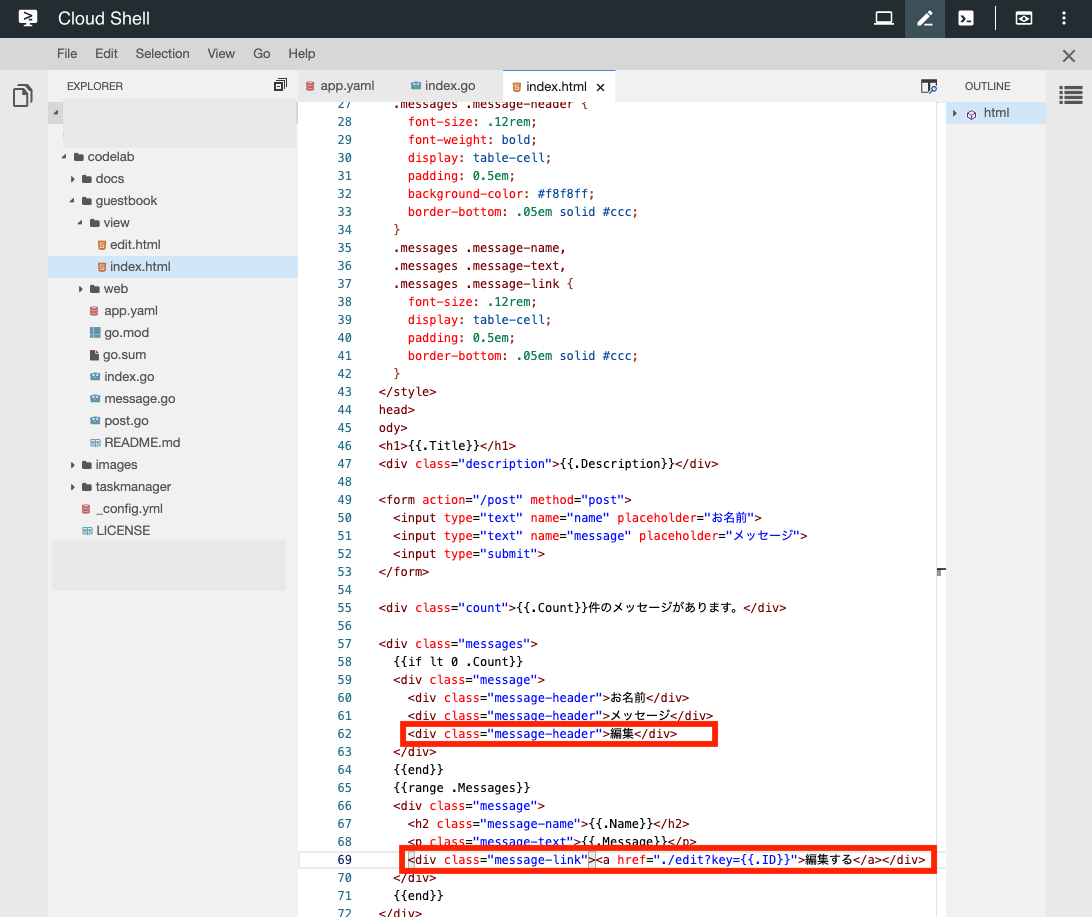 Cloud Shell
File Edit Selection View Go Help
EXPLORER
codelab
docs
guestbook
view
edit.html
index.html
web
app.yaml
go.mod
go.sum
index.go
message.go
post.go
README.md
images
taskmanager
_config.yml
LICENSE
app.yaml index.go index.html
27 .messages .message-header {
28 font-size: .12rem;
29 font-weight: bold;
30 display: table-cell;
31 padding: 0.5em;
32 background-color: #f8f8ff;
33 border-bottom: .05em solid #ccc;
34 }
35 .messages .message-name,
36 .messages .message-text,
37 .messages .message-link {
38 font-size: .12rem;
39 display: table-cell;
40 padding: 0.5em;
41 border-bottom: .05em solid #ccc;
42 }
43 </style>
44 head>
45 ody>
46 <h1>{{.Title}}</h1>
47 <div class="description">{{.Description}}</div>
48
49 <form action="/post" method="post">
50 <input type="text" name="name" placeholder="お名前">
51 <input type="text" name="message" placeholder="メッセージ">
52 <input type="submit">
53 </form>
54
55 <div class="count">{{.Count}}件のメッセージがあります。</div>
56
57 <div class="messages">
58 {{if lt 0 .Count}}
59 <div class="message">
60 <div class="message-header">お名前</div>
61 <div class="message-header">メッセージ</div>
62 <div class="message-header">編集</div>
63 </div>
64 {{end}}
65 {{range .Messages}}
66 <div class="message">
67 <h2 class="message-name">{{.Name}}</h2>
68 <p class="message-text">{{.Message}}</p>
69 <div class="message-link"><a href="./edit?key={{.ID}}">編集する</a></div>
70 </div>
71 {{end}}
72 </div>
OUTLINE
html